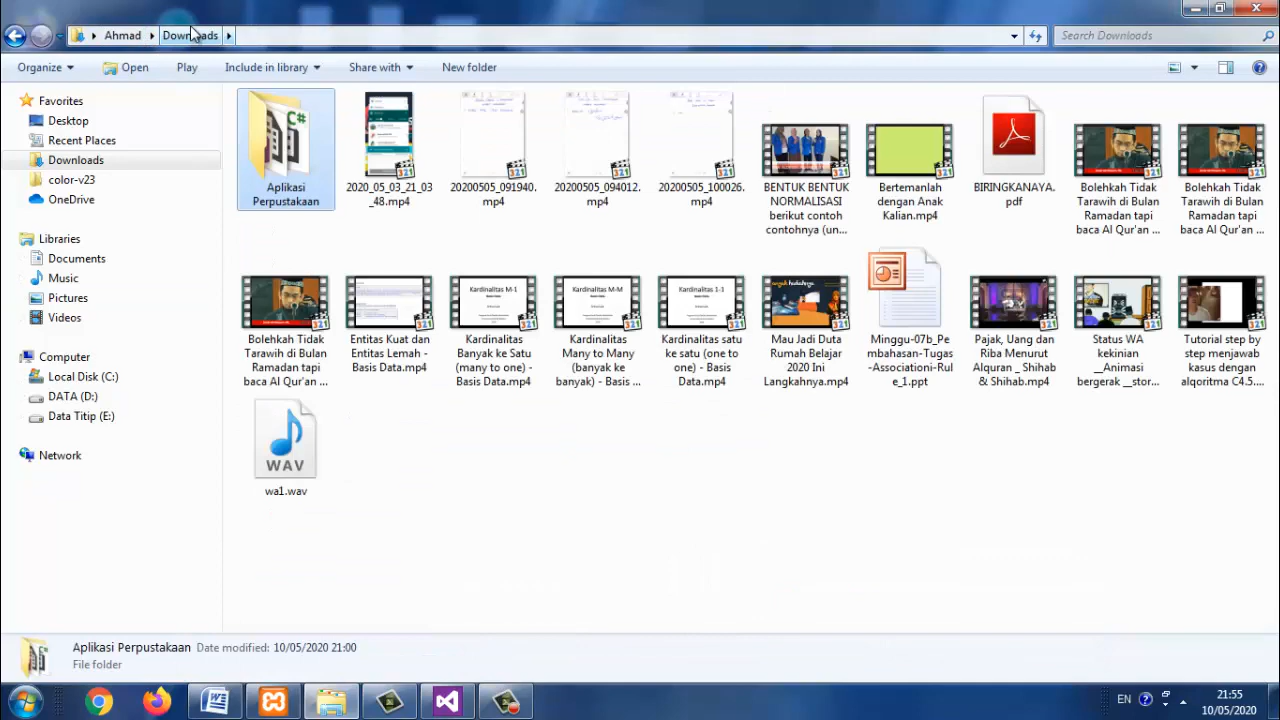 Ahmad
Downloads
Search Downloads
Organize
Open
Play
Include in library
Share with
New folder
Favorites
Desktop
Recent Places
Downloads
color-v23
OneDrive
Libraries
Documents
Music
Pictures
Videos
Computer
Local Disk (C:)
DATA (D:)
Data Titip (E:)
Network
C#
Aplikasi
Perpustakaan
2020_05_03_21_03
_48.mp4
20200505_091940.
mp4
20200505_094012.
mp4
20200505_100026.
mp4
BENTUK BENTUK
NORMALISASI
berikut contoh
contohnya (un...
Bertemanlah
dengan Anak
Kalian.mp4
BIRINGKANAYA.
pdf
Bolehkah Tidak
Tarawih di Bulan
Ramadan tapi
baca Al Qur'an ...
Bolehkah Tidak
Tarawih di Bulan
Ramadan tapi
baca Al Qur'an ...
Bolehkah Tidak
Tarawih di Bulan
Ramadan tapi
baca Al Qur'an ...
Entitas Kuat dan
Entitas Lemah -
Basis Data.mp4
Kardinalitas M-1
Kardinalitas
Banyak ke Satu
(many to one) -
Basis Data.mp4
Kardinalitas M-M
Kardinalitas
Many to Many
(banyak ke
banyak) - Basis ...
Kardinalitas 1-1
Kardinalitas satu
ke satu (one to
one) - Basis
Data.mp4
Mau Jadi Duta
Rumah Belajar
2020 Ini
Langkahnya.mp4
Minggu-07b_Pe
mbahasan-Tugas
-Associationi-Rul
e_1.ppt
Pajak, Uang dan
Riba Menurut
Alquran _ Shihab
& Shihab.mp4
Status WA
kekinian
__Animasi
bergerak __stor...
Tutorial step by
step menjawab
kasus dengan
alqoritma C4.5....
WAV
wa1.wav
Aplikasi Perpustakaan Date modified: 10/05/2020 21:00
File folder
EN
21:55
10/05/2020